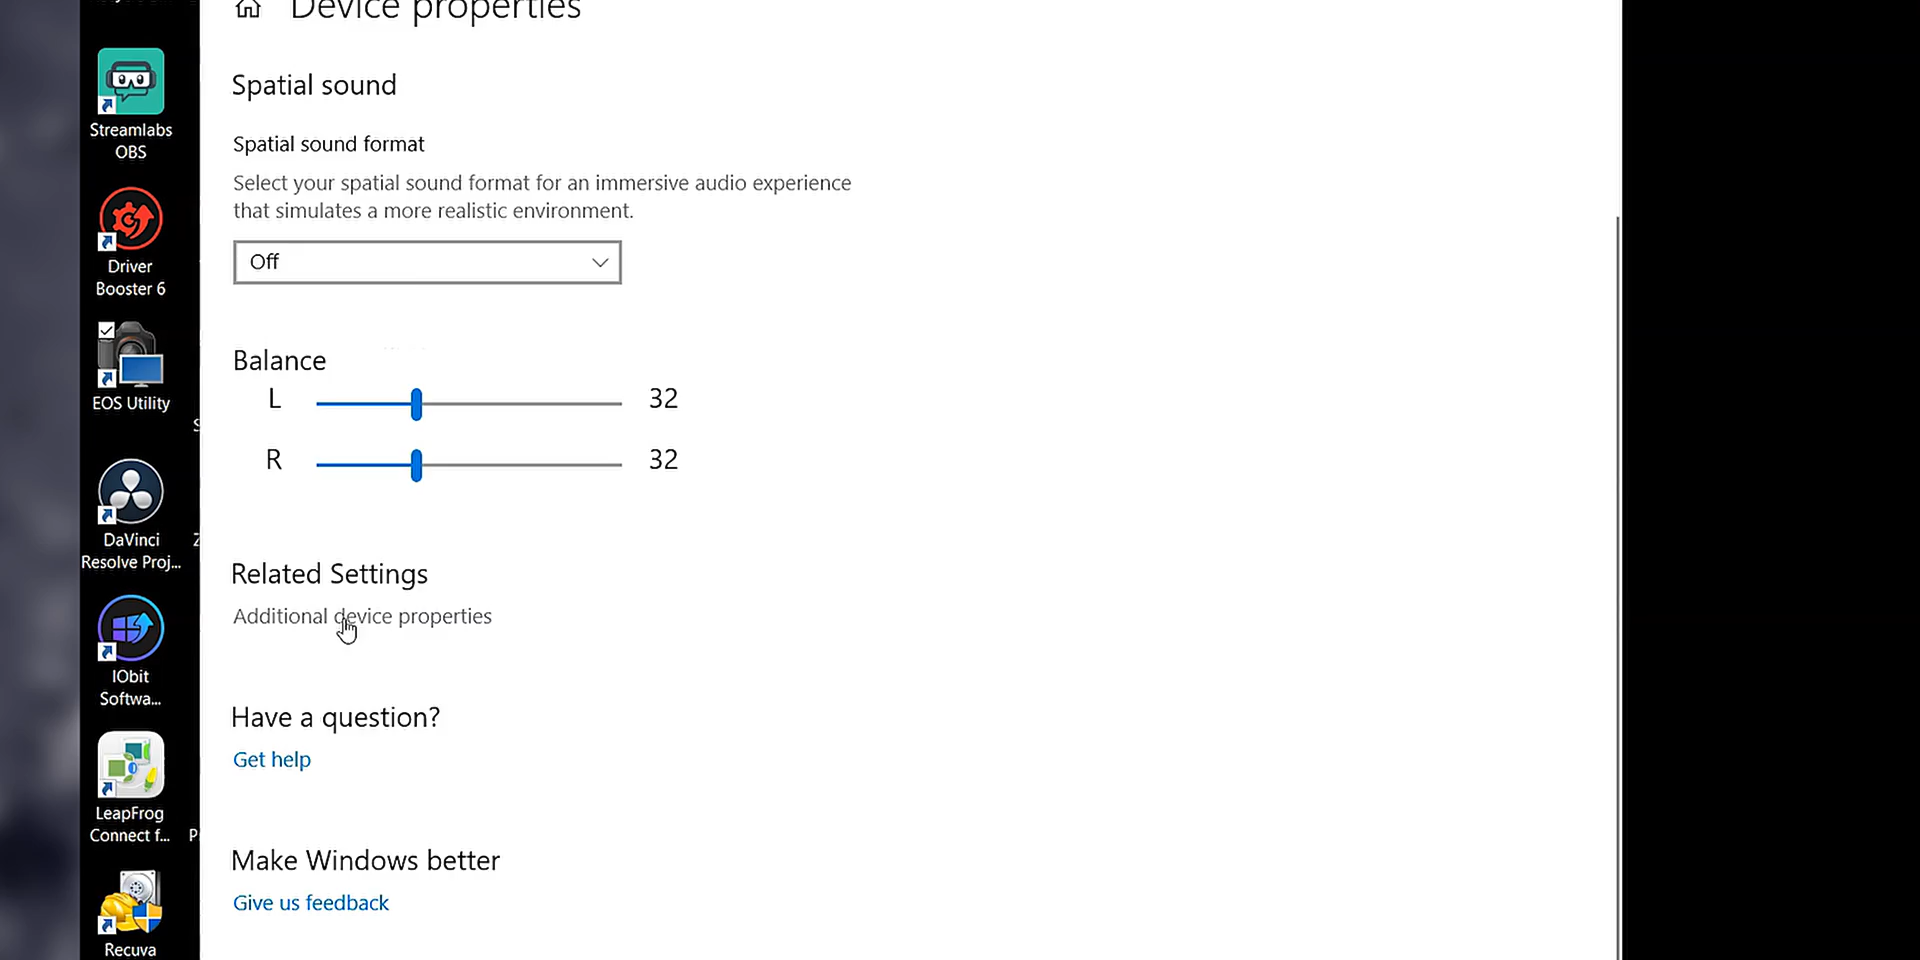 Device properties
Spatial sound
Spatial sound format
Select your spatial sound format for an immersive audio experience
that simulates a more realistic environment.
Off
Balance
L 32
R 32
Related Settings
Additional device properties
Have a question?
Get help
Make Windows better
Give us feedback
Streamlabs
OBS
Driver
Booster 6
EOS Utility
DaVinci
Resolve Proj...
IObit
Softwa...
LeapFrog
Connect f...
Recuva